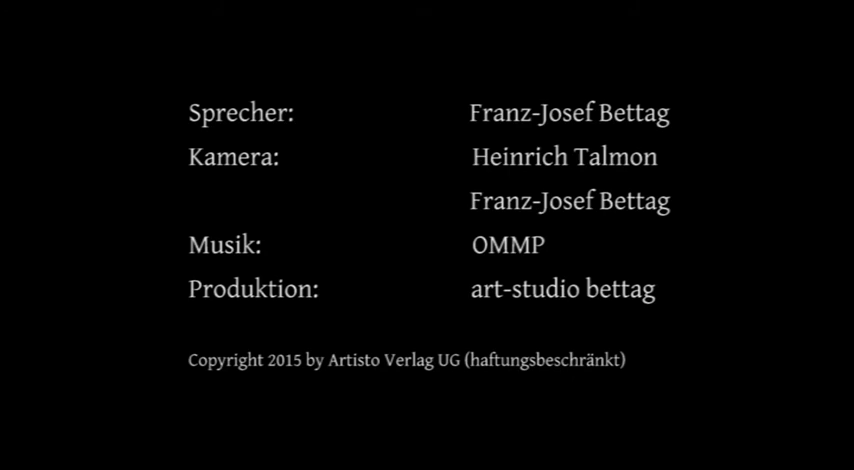 Sprecher: Franz-Josef Bettag
Kamera: Heinrich Talmon
Franz-Josef Bettag
Musik: OMMP
Produktion: art-studio bettag
Copyright 2015 by Artisto Verlag UG (haftungsbeschränkt)